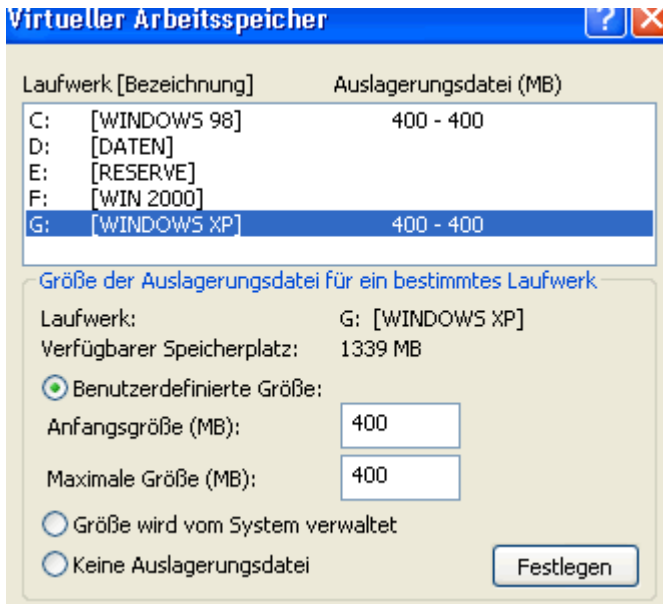 Virtueller Arbeitsspeicher ? X
Laufwerk [Bezeichnung] Auslagerungsdatei (MB)
C: [WINDOWS 98] 400 - 400
D: [DATEN]
E: [RESERVE]
F: [WIN 2000]
G: [WINDOWS XP] 400 - 400
Größe der Auslagerungsdatei für ein bestimmtes Laufwerk
Laufwerk: G: [WINDOWS XP]
Verfügbarer Speicherplatz: 1339 MB
Benutzerdefinierte Größe:
Anfangsgröße (MB): 400
Maximale Größe (MB): 400
Größe wird vom System verwaltet
Keine Auslagerungsdatei Festlegen